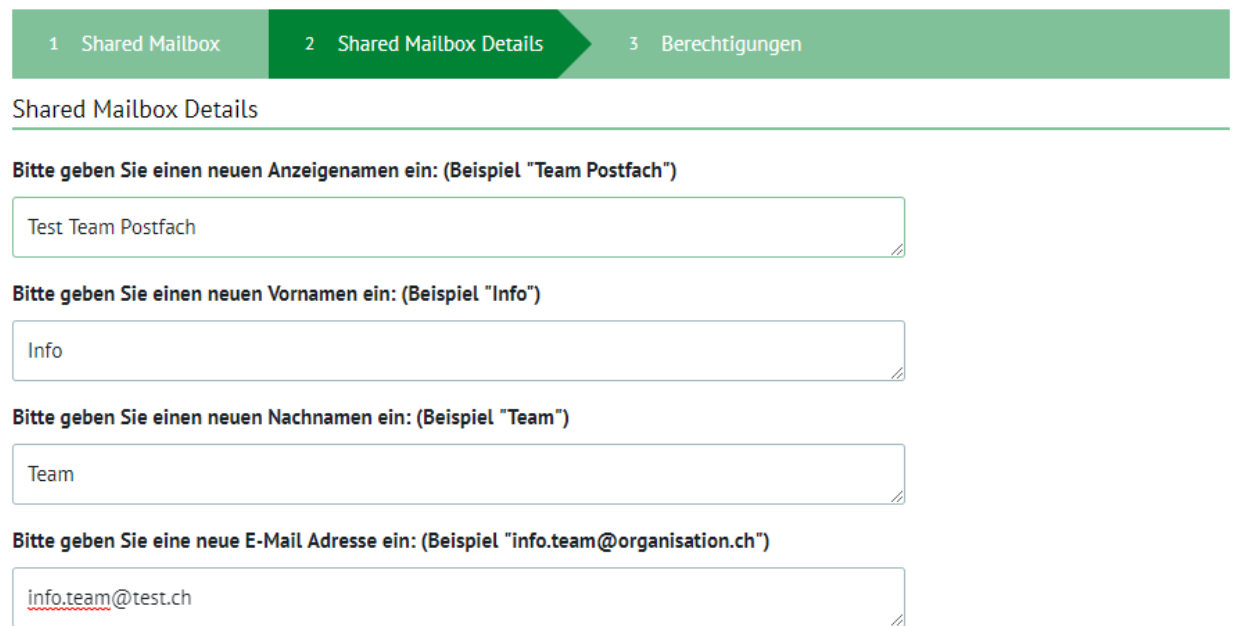 1 Shared Mailbox 2 Shared Mailbox Details 3 Berechtigungen
Shared Mailbox Details
Bitte geben Sie einen neuen Anzeigenamen ein: (Beispiel "Team Postfach")
Test Team Postfach
Bitte geben Sie einen neuen Vornamen ein: (Beispiel "Info")
Info
Bitte geben Sie einen neuen Nachnamen ein: (Beispiel "Team")
Team
Bitte geben Sie eine neue E-Mail Adresse ein: (Beispiel "info.team@organisation.ch")
info.team@test.ch